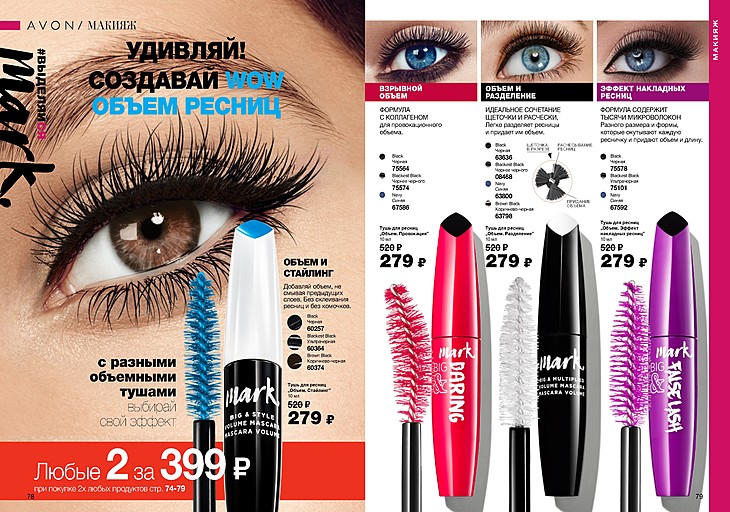 AVON / МАКИЯЖ
#ВЫДЕЛЯЙСЯ
mark.
УДИВЛЯЙ!
СОЗДАВАЙ WOW
ОБЪЕМ РЕСНИЦ
ОБЪЕМ И
СТАЙЛИНГ
Добавляй объем, не
смывая предыдущих
слоев. Без склеивания
ресниц и без комочков.
Black
Черная
60257
Blackest Black
Ультрачерная
60364
Brown Black
Коричнево-черная
60374
Тушь для ресниц
„Объем. Стайлинг“
10 мл
520 ₽
279 ₽
с разными
объемными
тушами
выбирай
свой эффект
mark.
BIG & STYLE
VOLUME MASCARA
MASCARA VOLUME
Любые 2 за 399 ₽
при покупке 2х любых продуктов стр. 74-79
78
МАКИЯЖ
ВЗРЫВНОЙ
ОБЪЕМ
ФОРМУЛА
С КОЛЛАГЕНОМ
для провокационного
объема.
Black
Черная
75564
Blackest Black
Чернее черного
75574
Navy
Синяя
67586
Тушь для ресниц
„Объем. Провокация“
10 мл
520 ₽
279 ₽
mark.
BIG &
DARING
ОБЪЕМ И
РАЗДЕЛЕНИЕ
ИДЕАЛЬНОЕ СОЧЕТАНИЕ
ЩЕТОЧКИ И РАСЧЕСКИ.
Легко разделяет ресницы
и придает им объем.
Black
Черная
63636
Blackest Black
Чернее черного
08468
Navy
Синяя
63800
Brown Black
Коричнево-черная
63798
ЩЕТОЧКА
В РАЗРЕЗЕ
РАСЧЕСЫВАНИЕ
РЕСНИЦ
ПРИДАНИЕ
ОБЪЕМА
Тушь для ресниц
„Объем. Разделение“
10 мл
520 ₽
279 ₽
mark.
BIG & MULTIPLIED
VOLUME MASCARA
MASCARA VOLUME
ЭФФЕКТ НАКЛАДНЫХ
РЕСНИЦ
ФОРМУЛА СОДЕРЖИТ
ТЫСЯЧИ МИКРОВОЛОКОН
Разного размера и формы,
которые окутывают каждую
ресничку и придают объем и длину.
Black
Черная
75578
Blackest Black
Ультрачерная
75101
Navy
Синяя
67592
Тушь для ресниц
„Объем. Эффект
накладных ресниц“
10 мл
520 ₽
279 ₽
mark.
BIG &
FALSE LASH
79